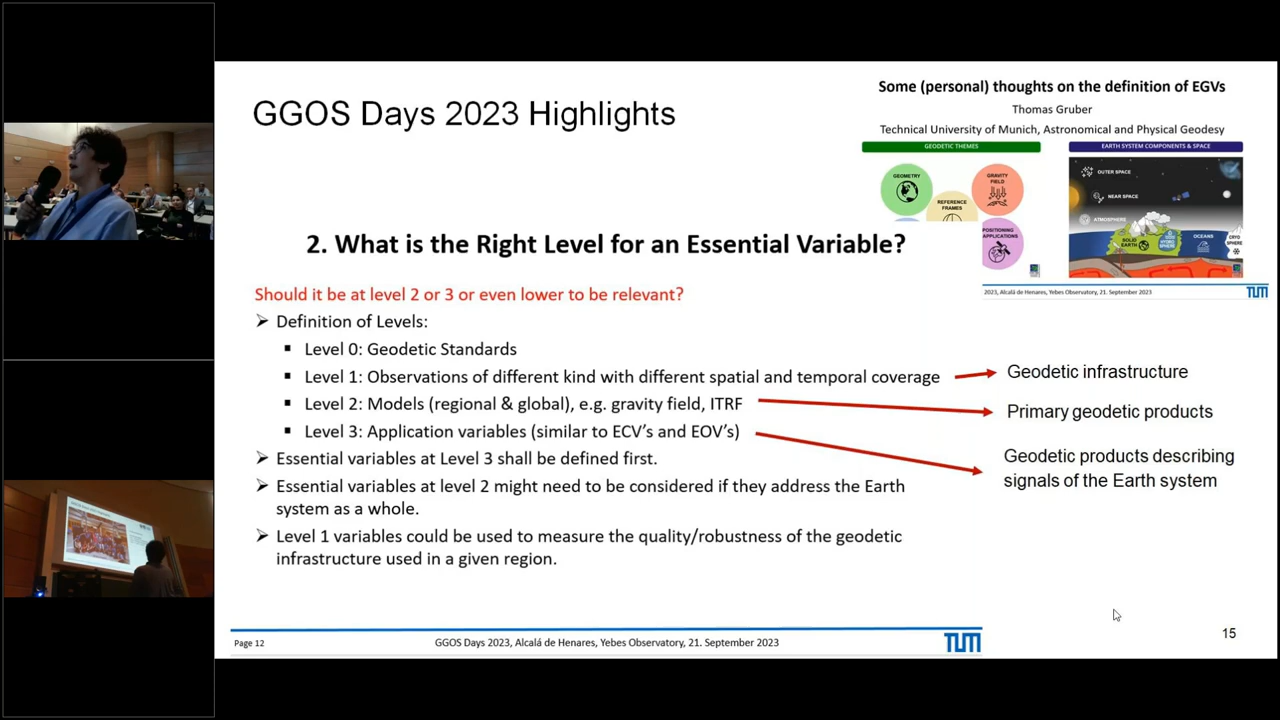 GGOS Days 2023 Highlights
Some (personal) thoughts on the definition of EGVs
Thomas Gruber
Technical University of Munich, Astronomical and Physical Geodesy
GEODETIC THEMES
EARTH SYSTEM COMPONENTS & SPACE
GEOMETRY
GRAVITY
FIELD
REFERENCE
FRAMES
POSITIONING
APPLICATIONS
OUTER SPACE
NEAR SPACE
ATMOSPHERE
SOLID
EARTH
OCEANS
CRYO
SPHERE
2023, Alcalá de Henares, Yebes Observatory, 21. September 2023
TUM
2. What is the Right Level for an Essential Variable?
Should it be at level 2 or 3 or even lower to be relevant?
➢ Definition of Levels:
▪ Level 0: Geodetic Standards
▪ Level 1: Observations of different kind with different spatial and temporal coverage
Geodetic infrastructure
▪ Level 2: Models (regional & global), e.g. gravity field, ITRF
Primary geodetic products
▪ Level 3: Application variables (similar to ECV's and EOV's)
Geodetic products describing
signals of the Earth system
➢ Essential variables at Level 3 shall be defined first.
➢ Essential variables at level 2 might need to be considered if they address the Earth
system as a whole.
➢ Level 1 variables could be used to measure the quality/robustness of the geodetic
infrastructure used in a given region.
Page 12
GGOS Days 2023, Alcalá de Henares, Yebes Observatory, 21. September 2023
TUM
15